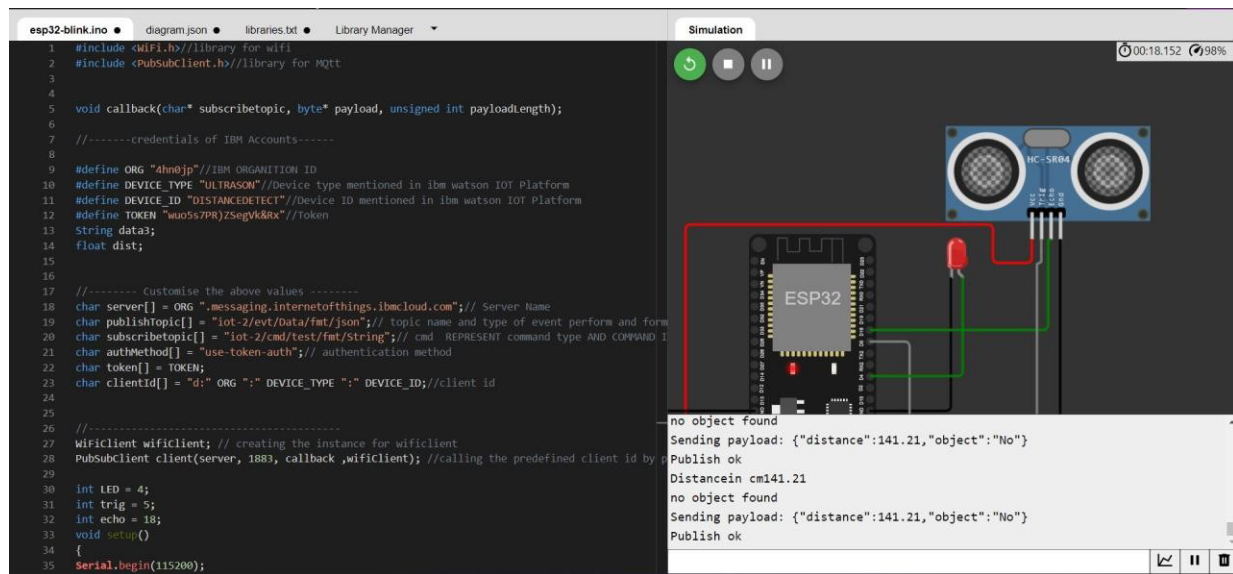 esp32-blink.ino ● diagram.json ● libraries.txt ● Library Manager
1 #include <WiFi.h>//library for wifi
2 #include <PubSubClient.h>//library for MQtt
3
4
5 void callback(char* subscribetopic, byte* payload, unsigned int payloadLength);
6
7 //-------credentials of IBM Accounts------
8
9 #define ORG "4hn0jp"//IBM ORGANITION ID
10 #define DEVICE_TYPE "ULTRASON"//Device type mentioned in ibm watson IOT Platform
11 #define DEVICE_ID "DISTANCEDETECT"//Device ID mentioned in ibm watson IOT Platform
12 #define TOKEN "wuo5s7PR)ZSegVk&Rx"//Token
13 String data3;
14 float dist;
15
16
17 //-------- Customise the above values --------
18 char server[] = ORG ".messaging.internetofthings.ibmcloud.com";// Server Name
19 char publishTopic[] = "iot-2/evt/Data/fmt/json";// topic name and type of event perform and form
20 char subscribetopic[] = "iot-2/cmd/test/fmt/String";// cmd REPRESENT command type AND COMMAND I
21 char authMethod[] = "use-token-auth";// authentication method
22 char token[] = TOKEN;
23 char clientId[] = "d:" ORG ":" DEVICE_TYPE ":" DEVICE_ID;//client id
24
25
26 //-----------------------------------------
27 WiFiClient wifiClient; // creating the instance for wificlient
28 PubSubClient client(server, 1883, callback ,wifiClient); //calling the predefined client id by p
29
30 int LED = 4;
31 int trig = 5;
32 int echo = 18;
33 void setup()
34 {
35 Serial.begin(115200);
Simulation
00:18.152 98%
HC-SR04
Vcc
Trig
Echo
Gnd
ESP32
no object found
Sending payload: {"distance":141.21,"object":"No"}
Publish ok
Distancein cm141.21
no object found
Sending payload: {"distance":141.21,"object":"No"}
Publish ok